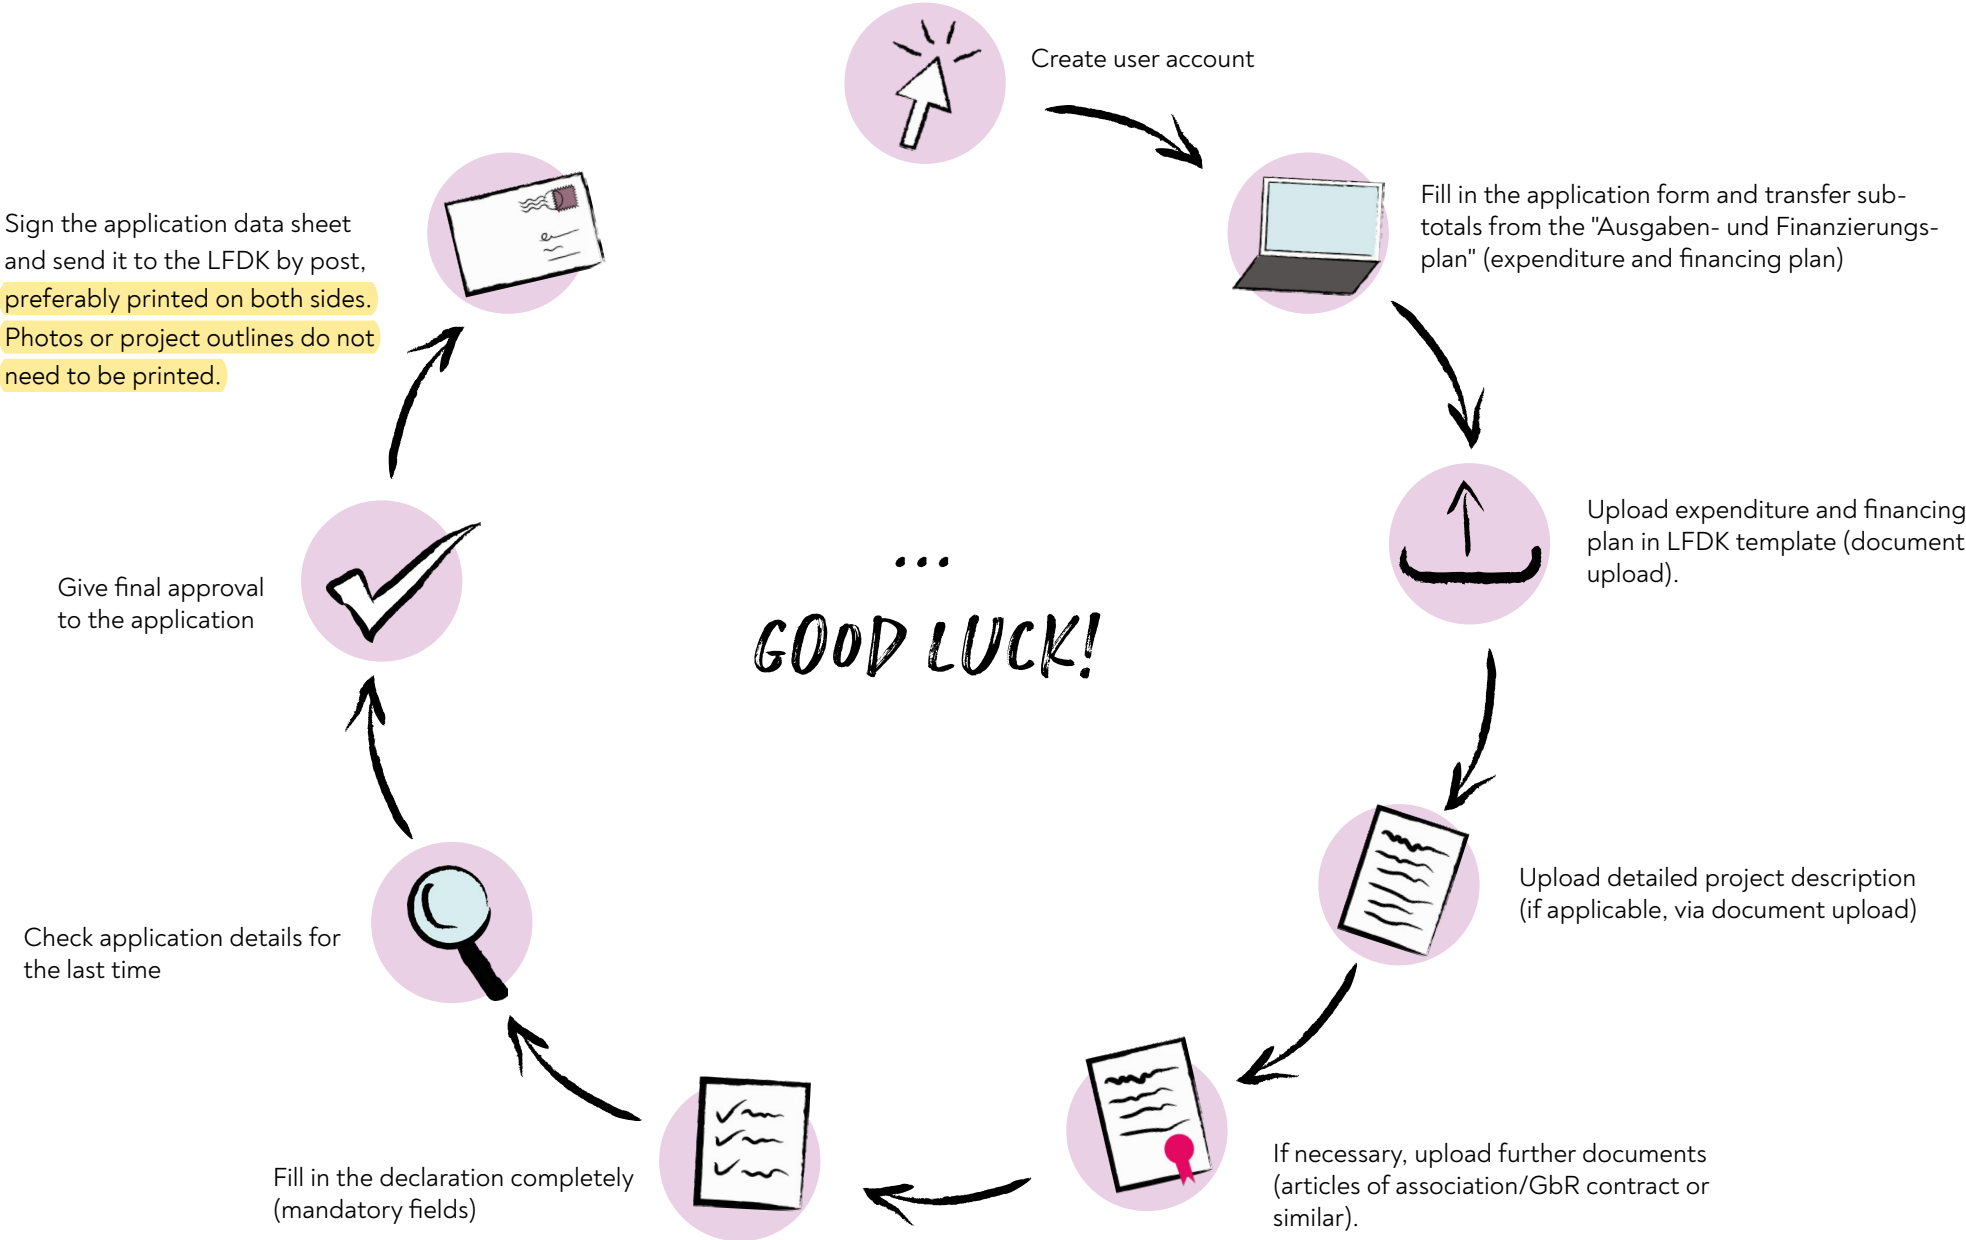 Create user account
Fill in the application form and transfer sub-
totals from the "Ausgaben- und Finanzierungs-
plan" (expenditure and financing plan)
Upload expenditure and financing
plan in LFDK template (document
upload).
Upload detailed project description
(if applicable, via document upload)
If necessary, upload further documents
(articles of association/GbR contract or
similar).
Fill in the declaration completely
(mandatory fields)
Check application details for
the last time
Give final approval
to the application
Sign the application data sheet
and send it to the LFDK by post,
preferably printed on both sides.
Photos or project outlines do not
need to be printed.
...
GOOD LUCK!